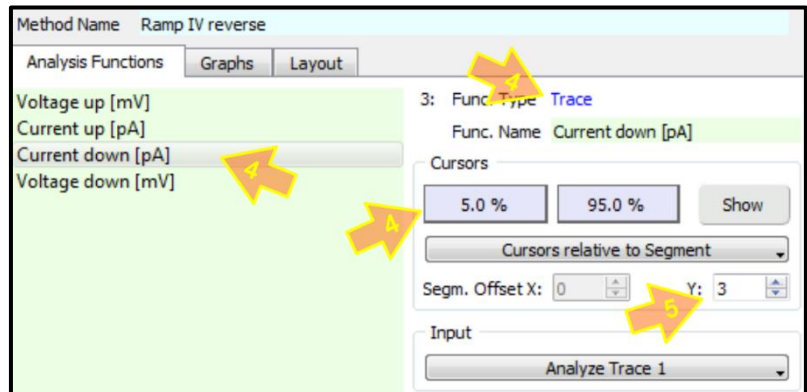 Method Name Ramp IV reverse
Analysis Functions Graphs Layout
Voltage up [mV]
Current up [pA]
Current down [pA]
Voltage down [mV]
4
4
3: Func. Type Trace
Func. Name Current down [pA]
Cursors
4
5.0 % 95.0 % Show
Cursors relative to Segment
Segm. Offset X: 0 Y: 3
5
Input
Analyze Trace 1